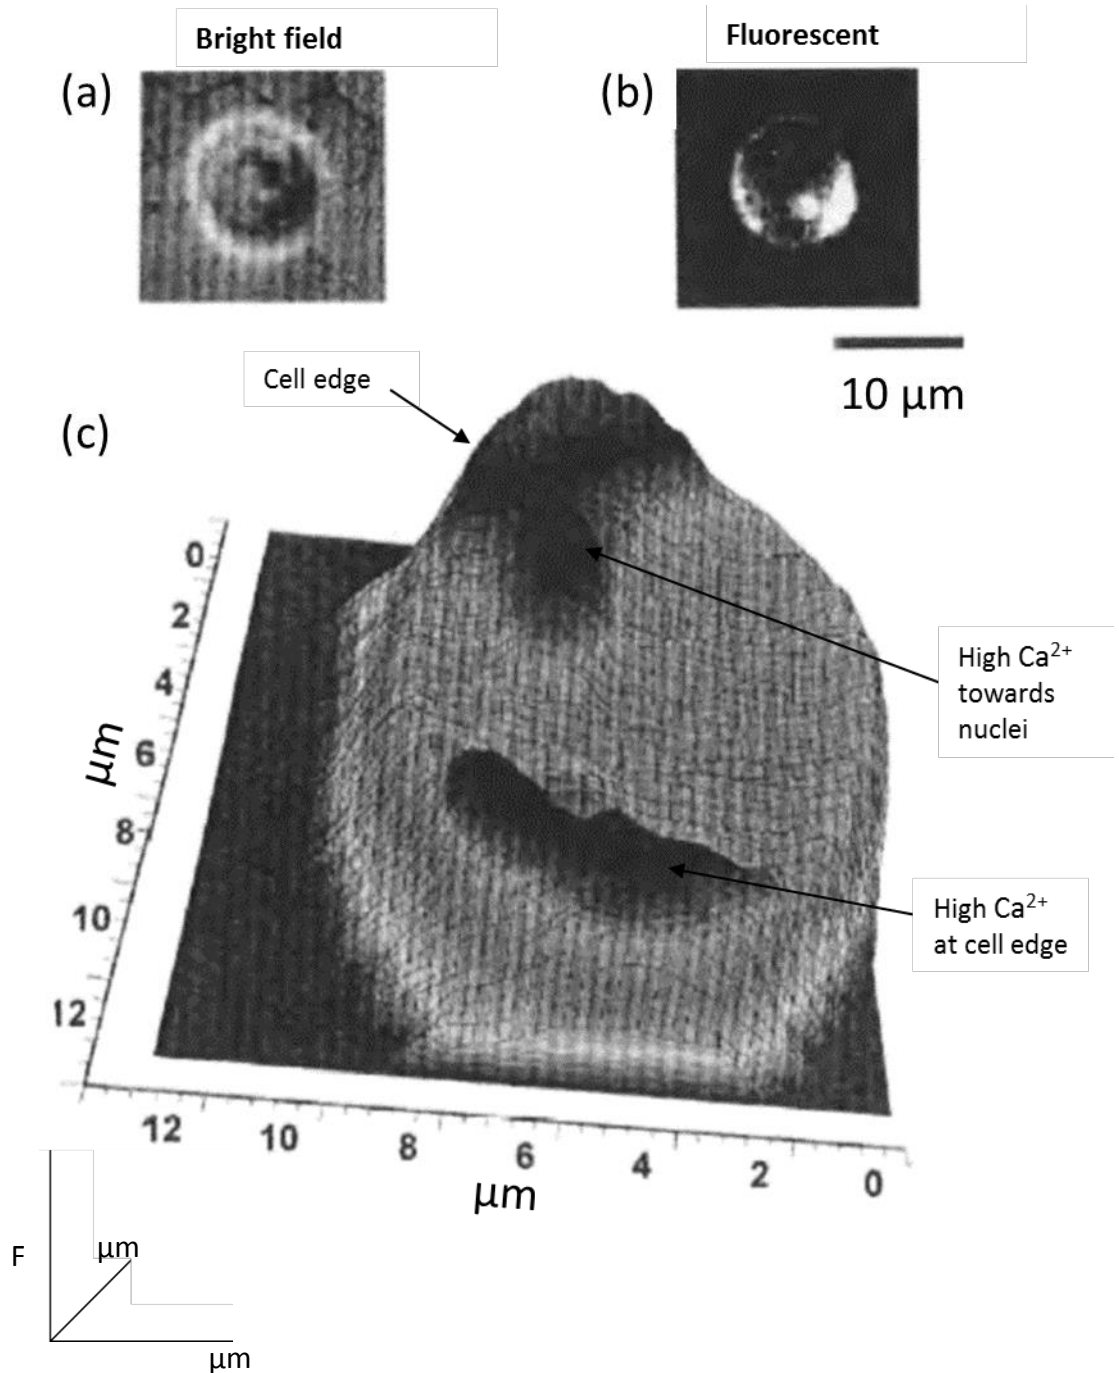 Bright field
Fluorescent
(a)
(b)
10 μm
Cell edge
(c)
0
2
4
6
8
10
12
μm
High Ca²⁺
towards
nuclei
High Ca²⁺
at cell edge
12
10
8
6
4
2
0
μm
F
μm
μm